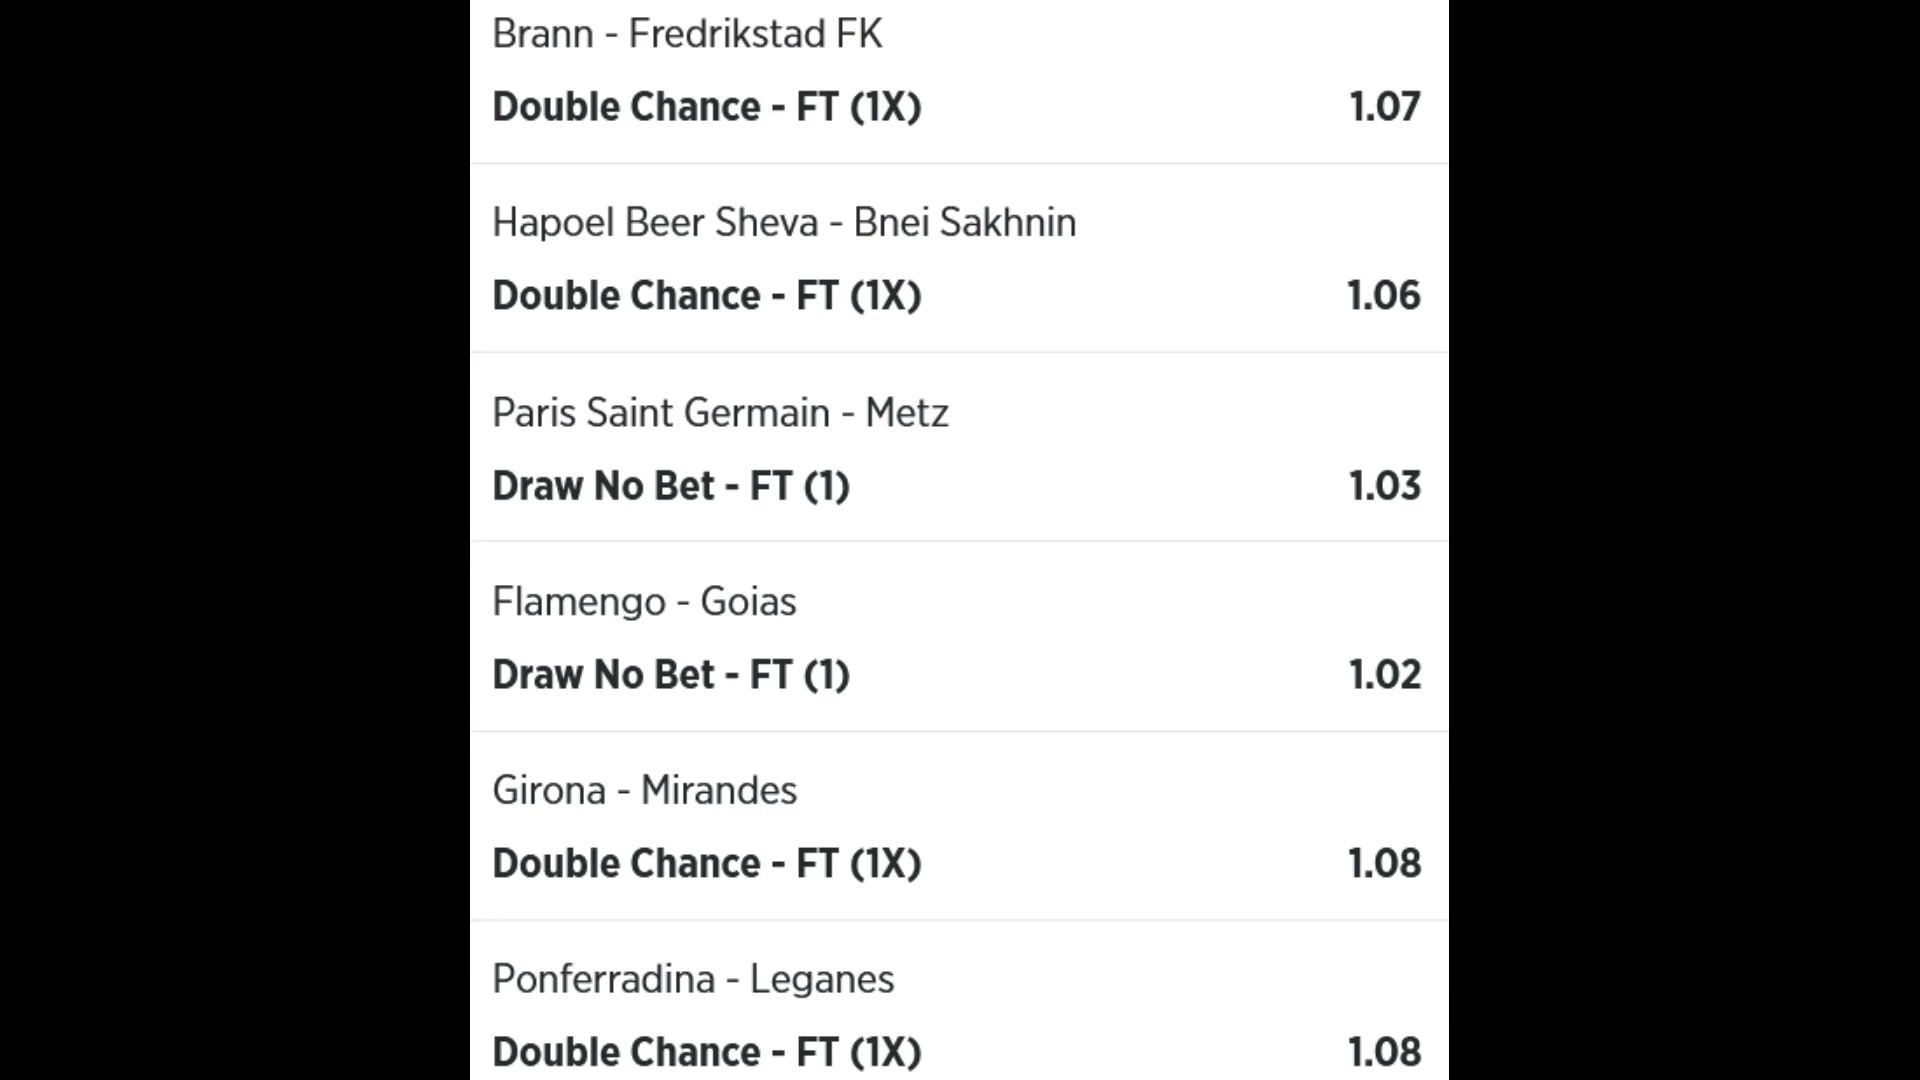 Brann - Fredrikstad FK
Double Chance - FT (1X) 1.07
Hapoel Beer Sheva - Bnei Sakhnin
Double Chance - FT (1X) 1.06
Paris Saint Germain - Metz
Draw No Bet - FT (1) 1.03
Flamengo - Goias
Draw No Bet - FT (1) 1.02
Girona - Mirandes
Double Chance - FT (1X) 1.08
Ponferradina - Leganes
Double Chance - FT (1X) 1.08